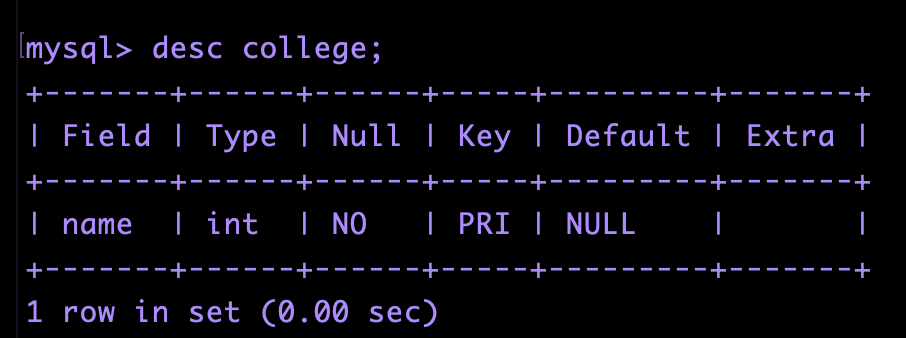 [mysql> desc college;
+-------+------+------+-----+---------+-------+
| Field | Type | Null | Key | Default | Extra |
+-------+------+------+-----+---------+-------+
| name  | int  | NO   | PRI | NULL    |       |
+-------+------+------+-----+---------+-------+
1 row in set (0.00 sec)